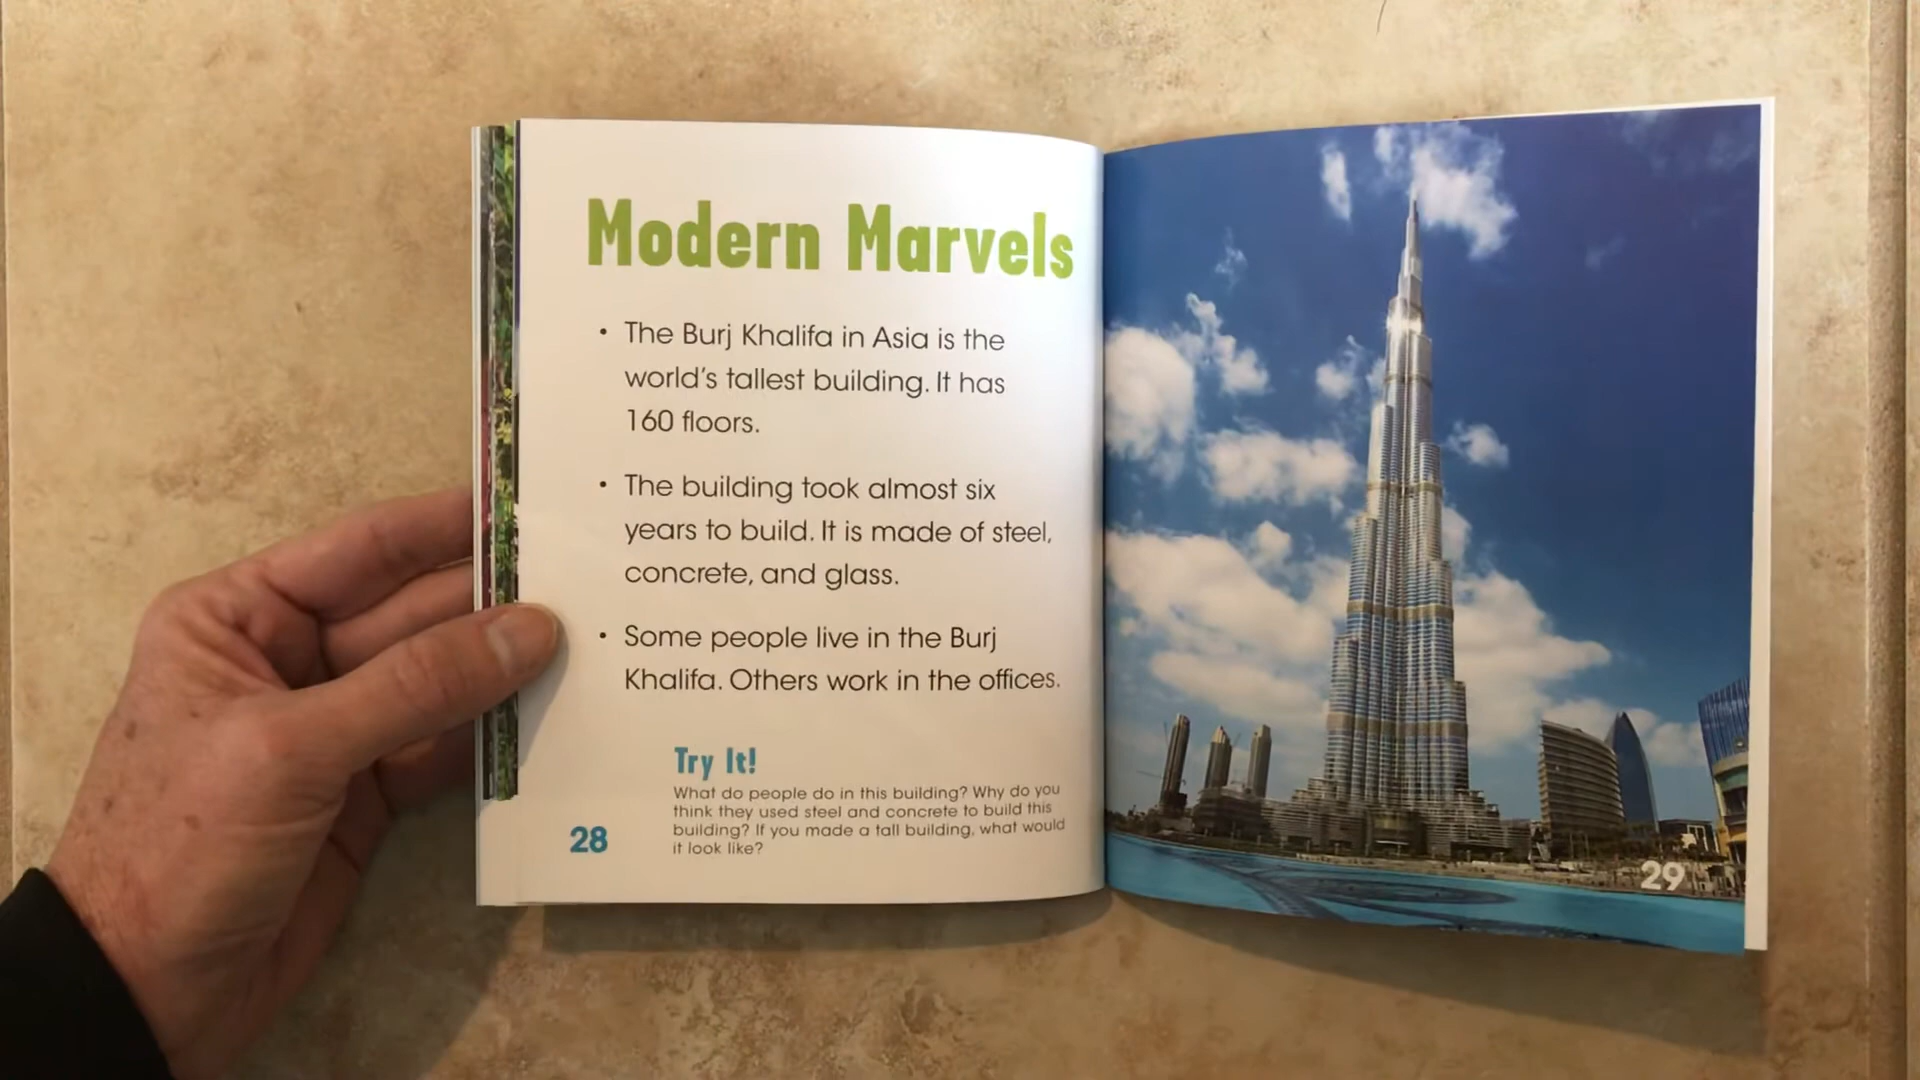 Modern Marvels
• The Burj Khalifa in Asia is the
world's tallest building. It has
160 floors.
• The building took almost six
years to build. It is made of steel,
concrete, and glass.
• Some people live in the Burj
Khalifa. Others work in the offices.
Try It!
What do people do in this building? Why do you
think they used steel and concrete to build this
building? If you made a tall building, what would
it look like?
28
29